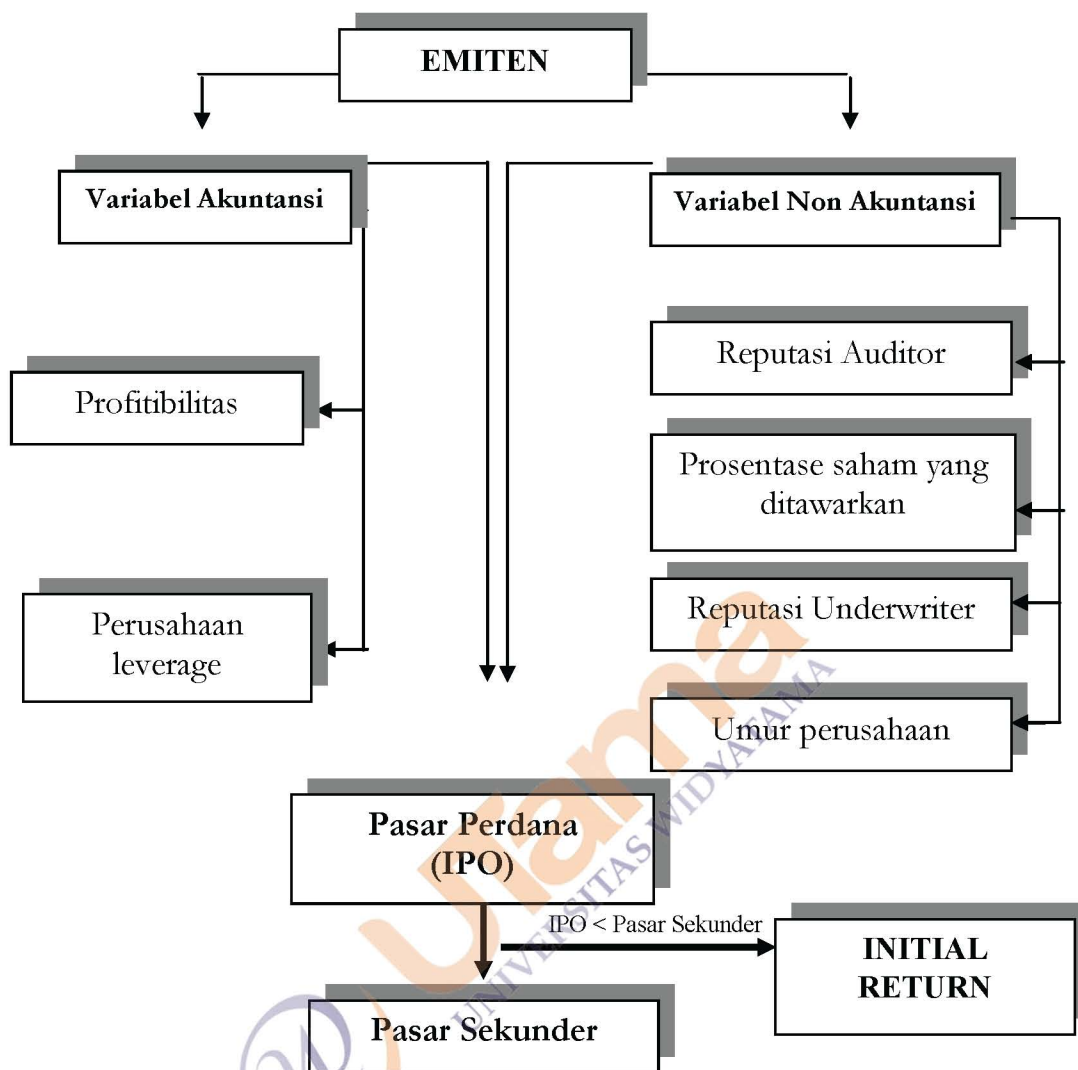 EMITEN
Variabel Akuntansi
Variabel Non Akuntansi
Reputasi Auditor
Profitibilitas
Prosentase saham yang
ditawarkan
Perusahaan
leverage
Reputasi Underwriter
Umur perusahaan
Pasar Perdana
(IPO)
IPO < Pasar Sekunder
INITIAL
RETURN
Pasar Sekunder
Utama
UNIVERSITAS WIDYATAMA